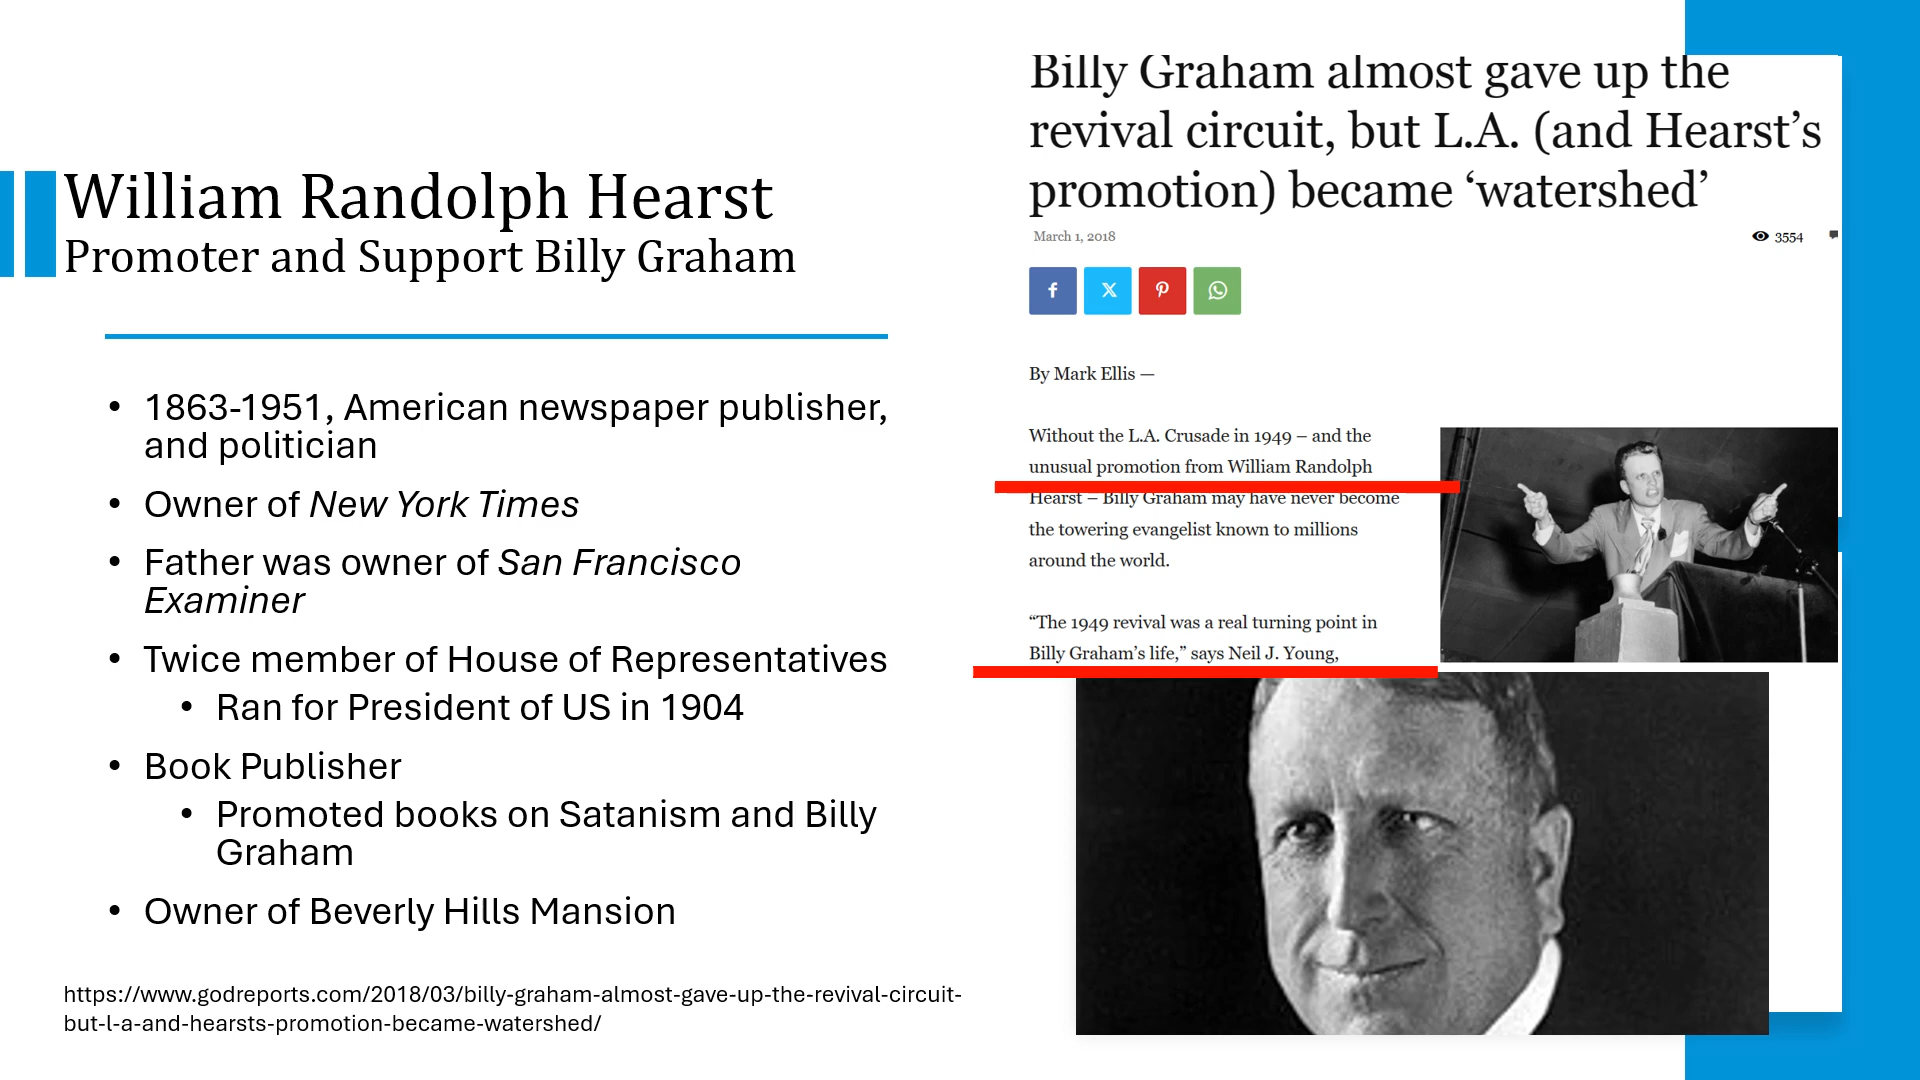 William Randolph Hearst
Promoter and Support Billy Graham
• 1863-1951, American newspaper publisher,
and politician
• Owner of New York Times
• Father was owner of San Francisco
Examiner
• Twice member of House of Representatives
• Ran for President of US in 1904
• Book Publisher
• Promoted books on Satanism and Billy
Graham
• Owner of Beverly Hills Mansion
https://www.godreports.com/2018/03/billy-graham-almost-gave-up-the-revival-circuit-
but-l-a-and-hearsts-promotion-became-watershed/
Billy Graham almost gave up the
revival circuit, but L.A. (and Hearst’s
promotion) became ‘watershed’
March 1, 2018
3554
By Mark Ellis —
Without the L.A. Crusade in 1949 – and the
unusual promotion from William Randolph
Hearst – Billy Graham may have never become
the towering evangelist known to millions
around the world.
“The 1949 revival was a real turning point in
Billy Graham’s life,” says Neil J. Young,